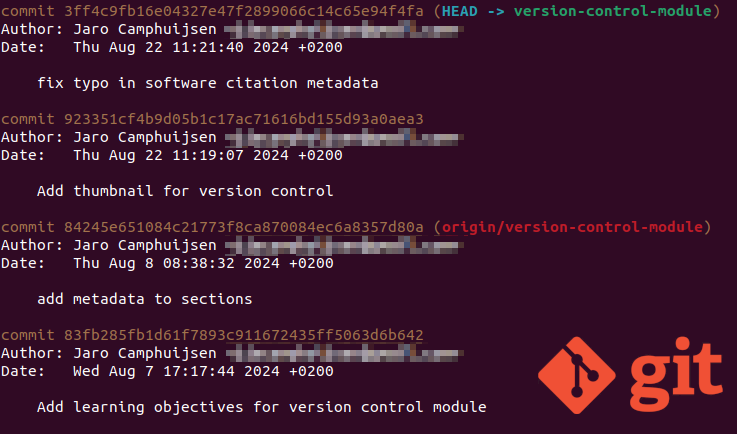 commit 3ff4c9fb16e04327e47f2899066c14c65e94f4fa (HEAD -> version-control-module)
Author: Jaro Camphuijsen
Date:   Thu Aug 22 11:21:40 2024 +0200
fix typo in software citation metadata
commit 923351cf4b9d05b1c17ac71616bd155d93a0aea3
Author: Jaro Camphuijsen
Date:   Thu Aug 22 11:19:07 2024 +0200
Add thumbnail for version control
commit 84245e651084c21773f8ca870084ec6a8357d80a (origin/version-control-module)
Author: Jaro Camphuijsen
Date:   Thu Aug 8 08:38:32 2024 +0200
add metadata to sections
commit 83fb285fb1d61f7893c911672435ff5063d6b642
Author: Jaro Camphuijsen
Date:   Wed Aug 7 17:17:44 2024 +0200
Add learning objectives for version control module
git